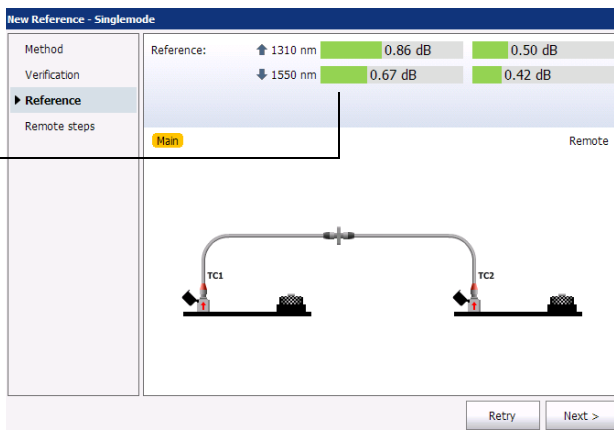 New Reference - Singlemode
Method
Verification
Reference
Remote steps
Reference: 1310 nm 0.86 dB 0.50 dB
1550 nm 0.67 dB 0.42 dB
Main Remote
TC1 TC2
Retry Next >